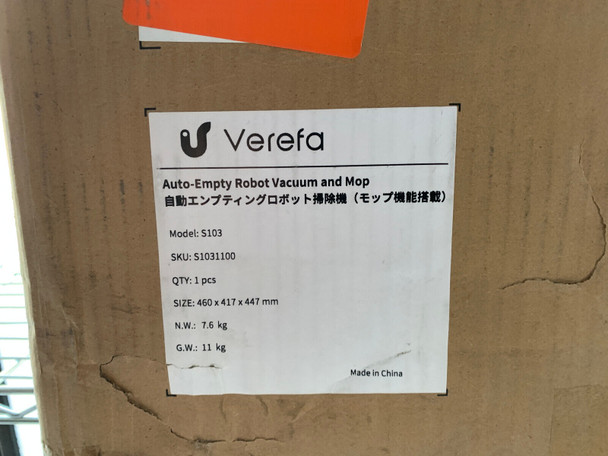 Verefa
Auto-Empty Robot Vacuum and Mop
自動エンプティングロボット掃除機（モップ機能搭載）
Model: S103
SKU: S1031100
QTY: 1 pcs
SIZE: 460 x 417 x 447 mm
N.W.: 7.6 kg
G.W.: 11 kg
Made in China